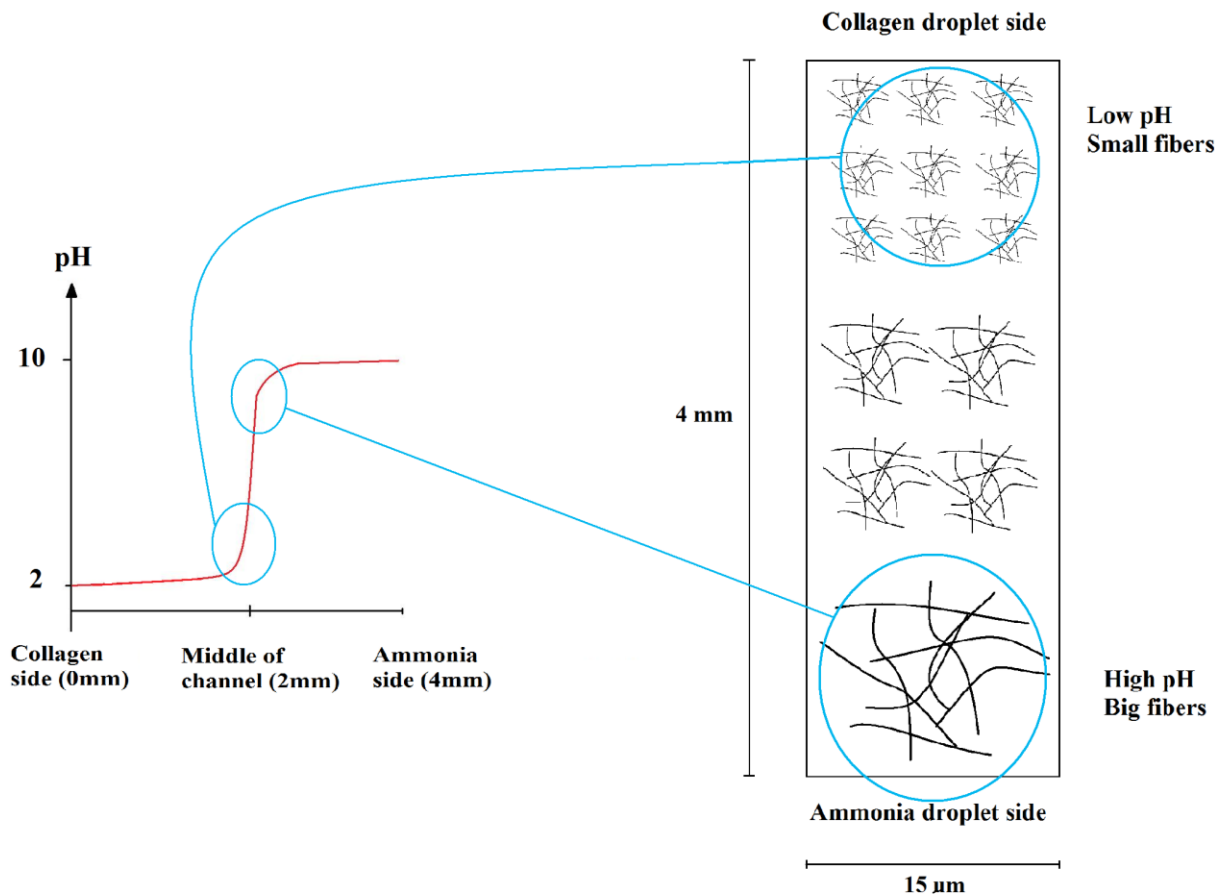 Collagen droplet side
Low pH
Small fibers
pH
10
4 mm
2
Collagen
side (0mm)
Middle of
channel (2mm)
Ammonia
side (4mm)
High pH
Big fibers
Ammonia droplet side
15 µm